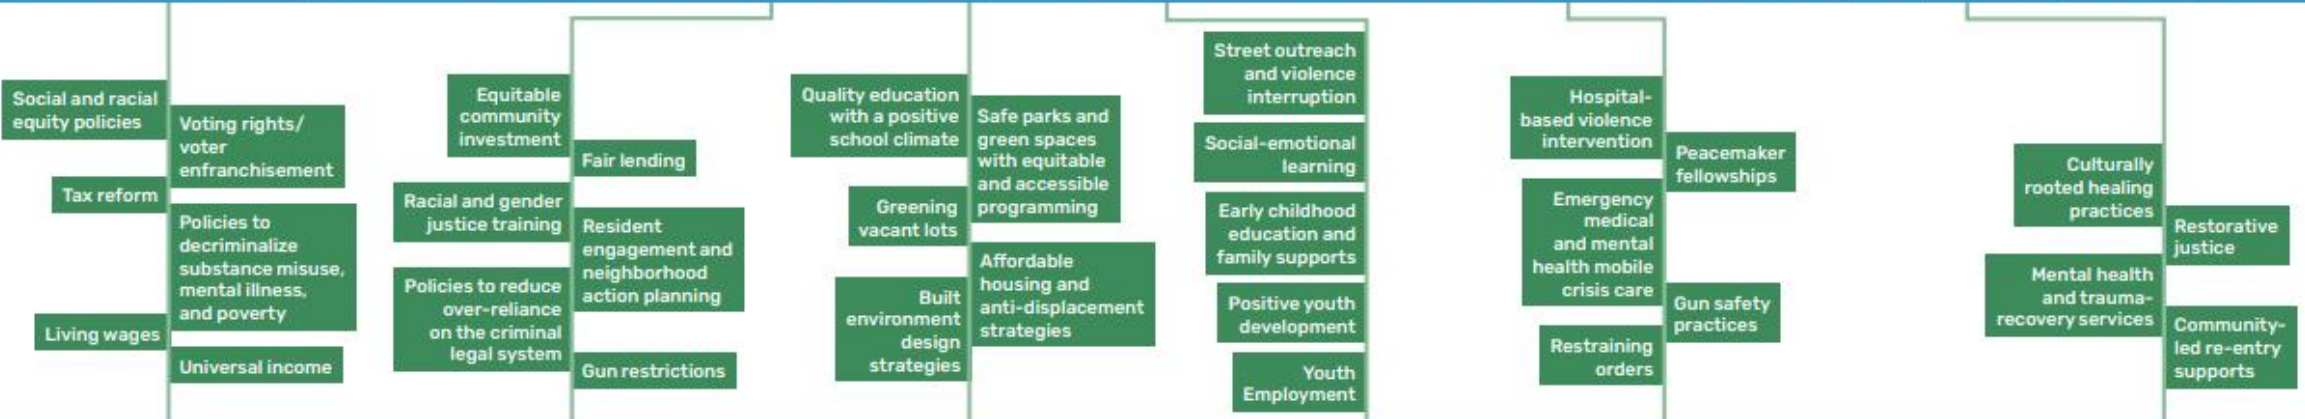 Social and racial
equity policies
Voting rights/
voter
enfranchisement
Tax reform
Policies to
decriminalize
substance misuse,
mental illness,
and poverty
Living wages
Universal income
Equitable
community
investment
Fair lending
Racial and gender
justice training
Resident
engagement and
neighborhood
action planning
Policies to reduce
over-reliance
on the criminal
legal system
Gun restrictions
Quality education
with a positive
school climate
Safe parks and
green spaces
with equitable
and accessible
programming
Greening
vacant lots
Affordable
housing and
anti-displacement
strategies
Built
environment
design
strategies
Street outreach
and violence
interruption
Social-emotional
learning
Early childhood
education and
family supports
Positive youth
development
Youth
Employment
Hospital-
based violence
intervention
Peacemaker
fellowships
Emergency
medical
and mental
health mobile
crisis care
Gun safety
practices
Restraining
orders
Culturally
rooted healing
practices
Restorative
justice
Mental health
and trauma-
recovery services
Community-
led re-entry
supports